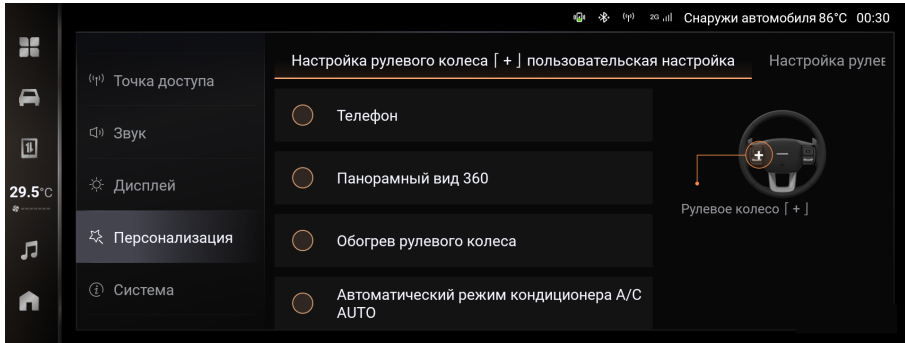 2G Снаружи автомобиля 86°C 00:30
Настройка рулевого колеса「+」пользовательская настройка Настройка рулев
Точка доступа
Телефон
Звук
Панорамный вид 360
29.5°C
Дисплей
Рулевое колесо「+」
Персонализация
Обогрев рулевого колеса
Система
Автоматический режим кондиционера A/C
AUTO